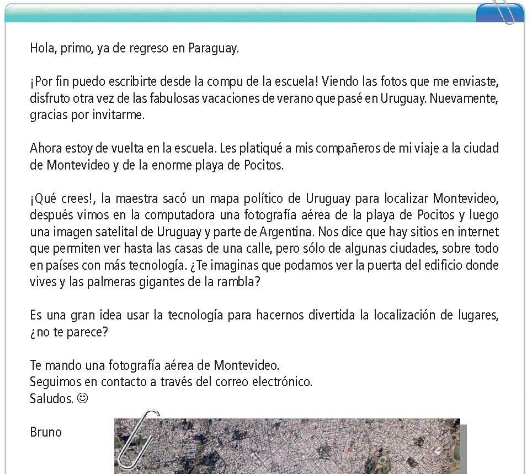 Hola, primo, ya de regreso en Paraguay.
¡Por fin puedo escribirte desde la compu de la escuela! Viendo las fotos que me enviaste,
disfruto otra vez de las fabulosas vacaciones de verano que pasé en Uruguay. Nuevamente,
gracias por invitarme.
Ahora estoy de vuelta en la escuela. Les platiqué a mis compañeros de mi viaje a la ciudad
de Montevideo y de la enorme playa de Pocitos.
¡Qué crees!, la maestra sacó un mapa político de Uruguay para localizar Montevideo,
después vimos en la computadora una fotografía aérea de la playa de Pocitos y luego
una imagen satelital de Uruguay y parte de Argentina. Nos dice que hay sitios en internet
que permiten ver hasta las casas de una calle, pero sólo de algunas ciudades, sobre todo
en países con más tecnología. ¿Te imaginas que podamos ver la puerta del edificio donde
vives y las palmeras gigantes de la rambla?
Es una gran idea usar la tecnología para hacernos divertida la localización de lugares,
¿no te parece?
Te mando una fotografía aérea de Montevideo.
Seguimos en contacto a través del correo electrónico.
Saludos. ☺
Bruno